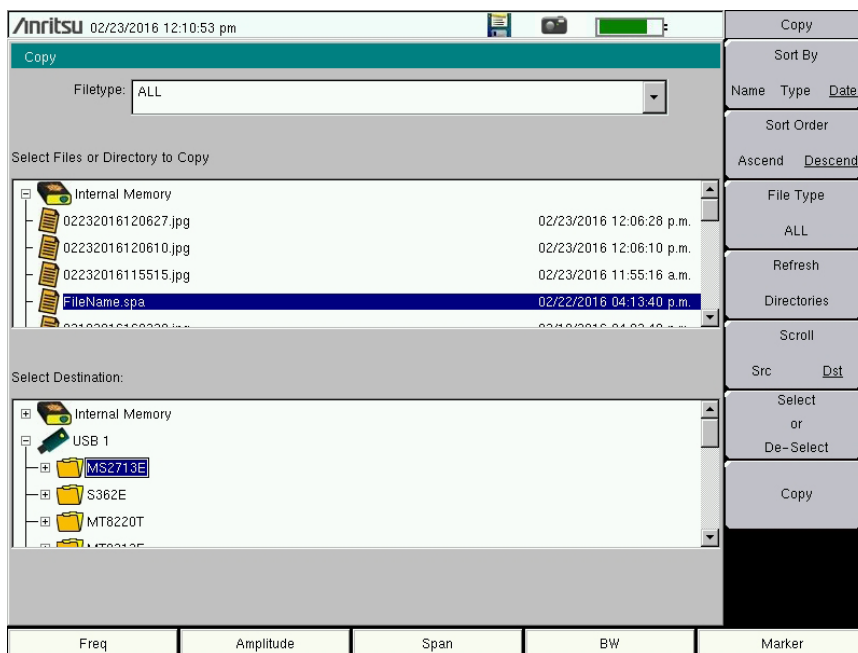 Anritsu 02/23/2016 12:10:53 pm
Copy
Filetype: ALL
Select Files or Directory to Copy
Internal Memory
02232016120627.jpg 02/23/2016 12:06:28 p.m.
02232016120610.jpg 02/23/2016 12:06:10 p.m.
02232016115515.jpg 02/23/2016 11:55:16 a.m.
FileName.spa 02/22/2016 04:13:40 p.m.
Select Destination:
Internal Memory
USB 1
MS2713E
S362E
MT8220T
Copy
Sort By
Name Type Date
Sort Order
Ascend Descend
File Type
ALL
Refresh
Directories
Scroll
Src Dst
Select
or
De-Select
Copy
Freq Amplitude Span BW Marker